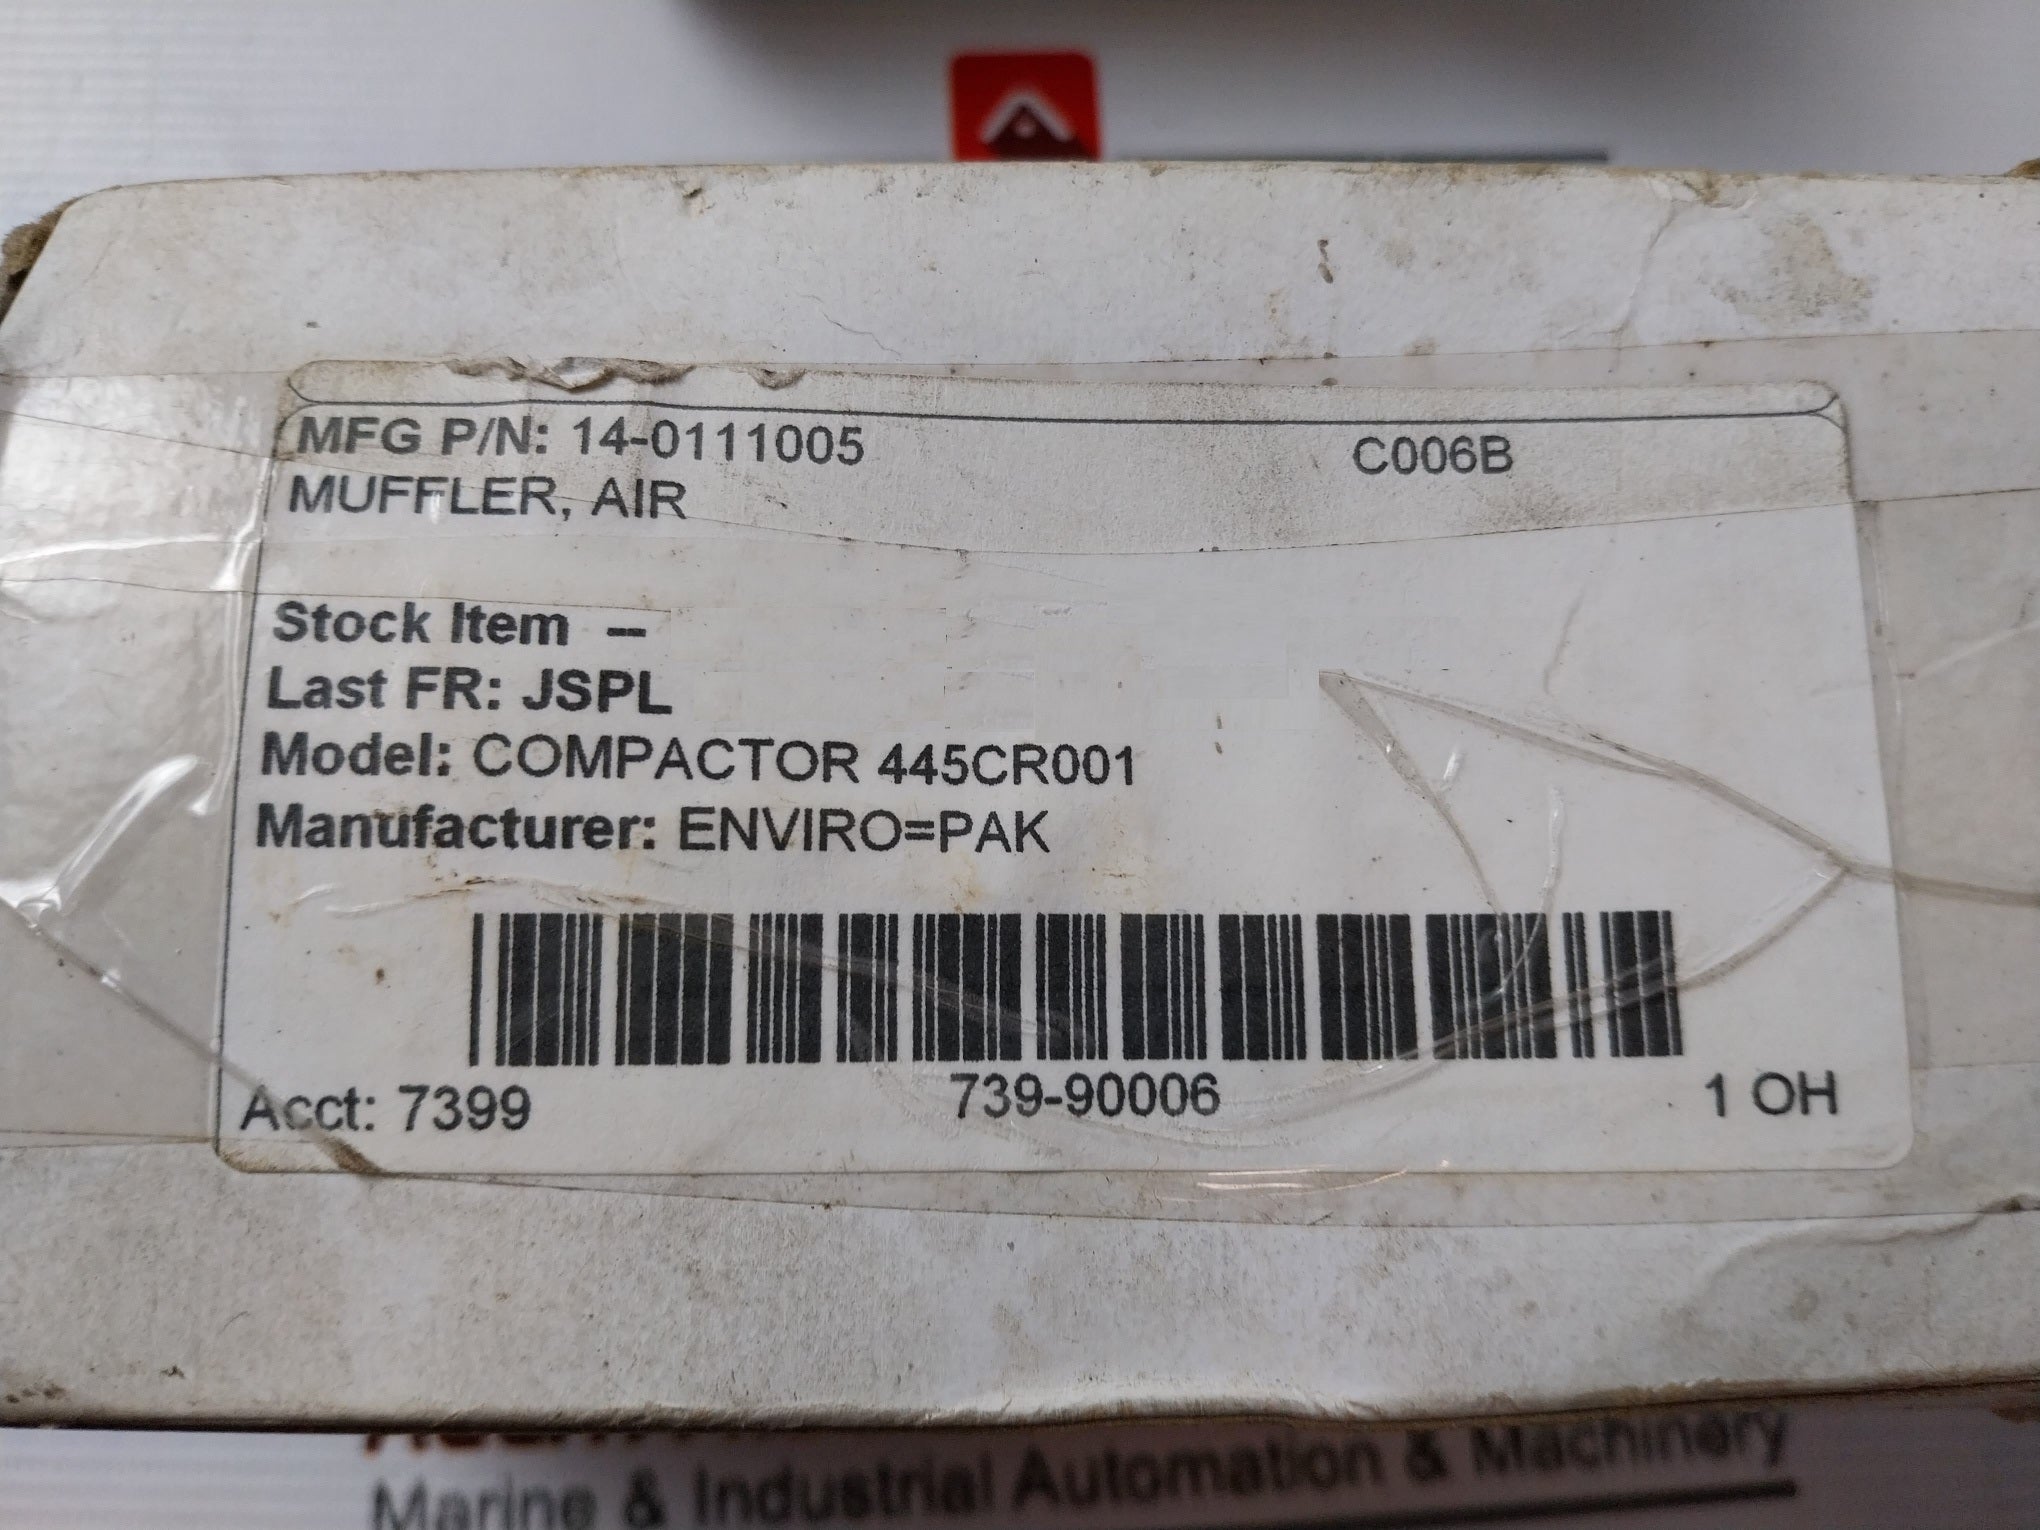 MFG P/N: 14-0111005 C006B
MUFFLER, AIR
Stock Item --
Last FR: JSPL
Model: COMPACTOR 445CR001
Manufacturer: ENVIRO=PAK
Acct: 7399 739-90006 1 OH
Marine & Industrial Automation & Machinery